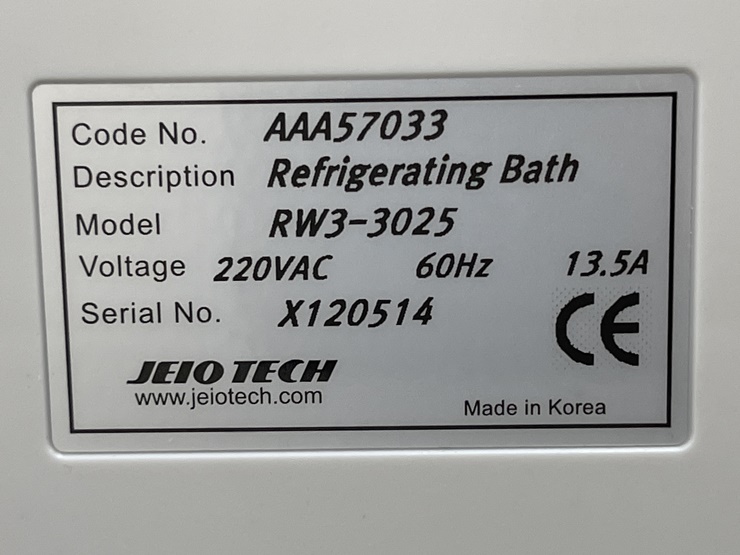 Code No. AAA57033
Description Refrigerating Bath
Model RW3-3025
Voltage 220VAC 60Hz 13.5A
Serial No. X120514
CE
JEIO TECH
www.jeiotech.com
Made in Korea